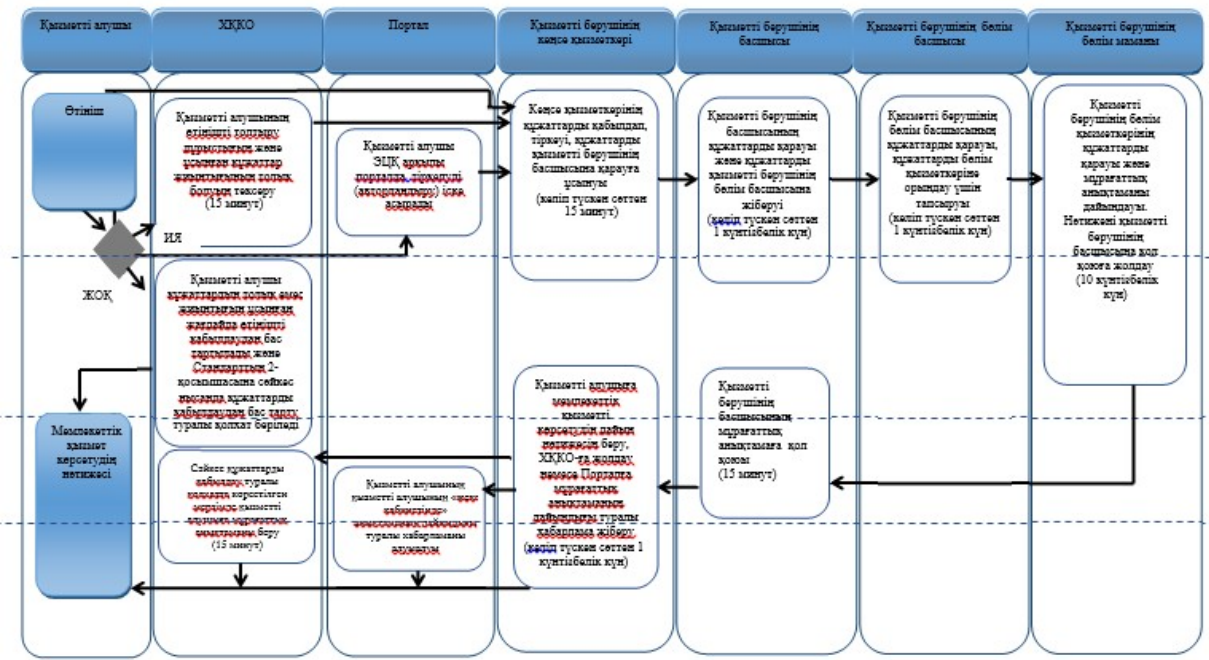 Қызметті алушы
ХҚКО
Портал
Қызметті берушінің
кеңсе қызметкері
Қызметті берушінің
басшысы
Қызметті берушінің бөлім
басшысы
Қызметті берушінің
бөлім маманы
Өтініш
ИЯ
ЖОҚ
Мемлекеттік
қызмет
көрсетудің
нәтижесі
Қызметті алушының
өтінішті толтыру
дұрыстығын және
ұсынған құжаттар
жиынтығының толық
болуын тексеру
(15 минут)
Қызметті алушы
құжаттардың толық емес
жиынтығын ұсынған
жағдайда өтінішті
қабылдаудан бас
тартылады және
Стандарттың 2-
қосымшасына сәйкес
нысанда құжаттарды
қабылдаудан бас тарту
туралы қолхат беріледі
Сәйкес құжаттарды
қабылдау туралы
қолхатта көрсетілген
мерзімде қызметті
алушыға мұрағаттық
анықтаманы беру
(15 минут)
Қызметті алушы
ЭЦҚ арқылы
порталда тіркелуді
(авторландыру) іске
асырады
Қызметті алушының
қызметті алушының «жеке
кабинетінде»
анықтаманың дайындығы
туралы хабарламаны
Кеңсе қызметкерінің
құжаттарды қабылдап,
тіркеуі, құжаттарды
қызметті берушінің
басшысына қарауға
ұсынуы
(келіп түскен сәттен
15 минут)
Қызметті алушыға
мемлекеттік
қызметті
көрсетудің дайын
нәтижесін беру,
ХҚКО-ға жолдау
немесе Порталға
мұрағаттық
анықтаманың
дайындығы туралы
хабарлама жіберу.
(келіп түскен сәттен 1
күнтізбелік күн)
Қызметті берушінің
басшысының
құжаттарды қарауы
және құжаттарды
қызметті берушінің
бөлім басшысына
жіберуі
(келіп түскен сәттен
1 күнтізбелік күн)
Қызметті
берушінің
басшысының
мұрағаттық
анықтамаға қол
қоюы
(15 минут)
Қызметті берушінің
бөлім басшысының
құжаттарды қарауы,
құжаттарды бөлім
қызметкеріне
орындау үшін
тапсыруы
(келіп түскен сәттен
1 күнтізбелік күн)
Қызметті
берушінің бөлім
қызметкерінің
құжаттарды
қарауы және
мұрағаттық
анықтаманы
дайындауы.
Нәтижені қызметті
берушінің
басшысына қол
қоюға жолдау
(10 күнтізбелік
күн)